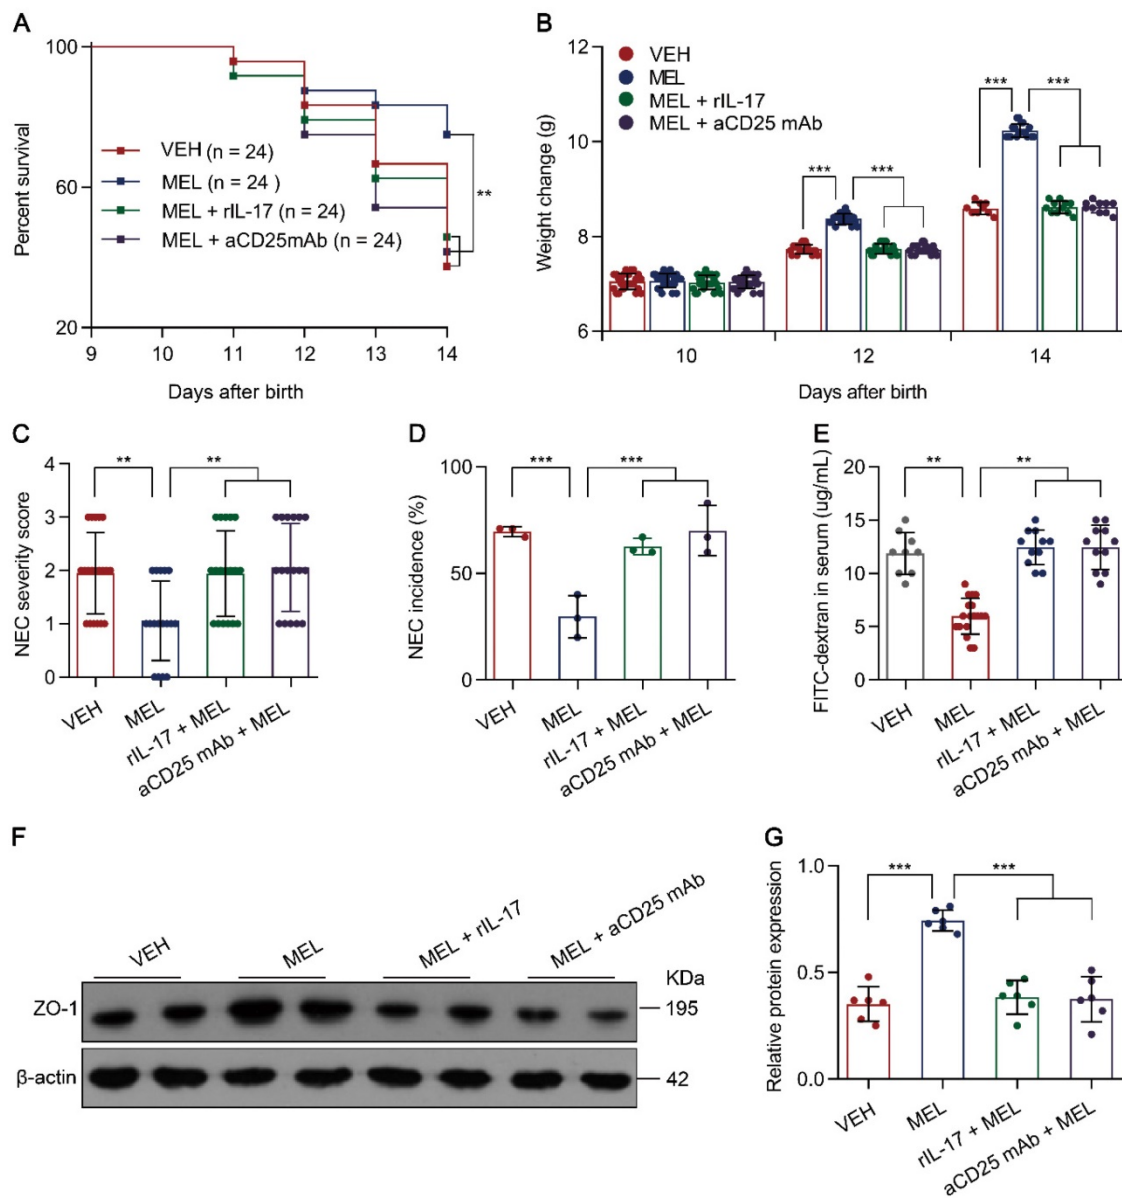 A
100
60
20
Percent survival
VEH (n = 24)
MEL (n = 24 )
MEL + rIL-17 (n = 24)
MEL + aCD25mAb (n = 24)
**
9 10 11 12 13 14
Days after birth
B
12
10
8
6
Weight change (g)
VEH
MEL
MEL + rIL-17
MEL + aCD25 mAb
*** ***
*** ***
10 12 14
Days after birth
C
4
3
2
1
0
NEC severity score
** **
VEH
MEL
rIL-17 + MEL
aCD25 mAb + MEL
D
100
50
0
NEC incidence (%)
*** ***
VEH
MEL
rIL-17 + MEL
aCD25 mAb + MEL
E
20
15
10
5
0
FITC-dextran in serum (ug/mL)
** **
VEH
MEL
rIL-17 + MEL
aCD25 mAb + MEL
F
VEH
MEL
MEL + rIL-17
MEL + aCD25 mAb
KDa
ZO-1
195
β-actin
42
G
1.0
0.5
0.0
Relative protein expression
*** ***
VEH
MEL
rIL-17 + MEL
aCD25 mAb + MEL